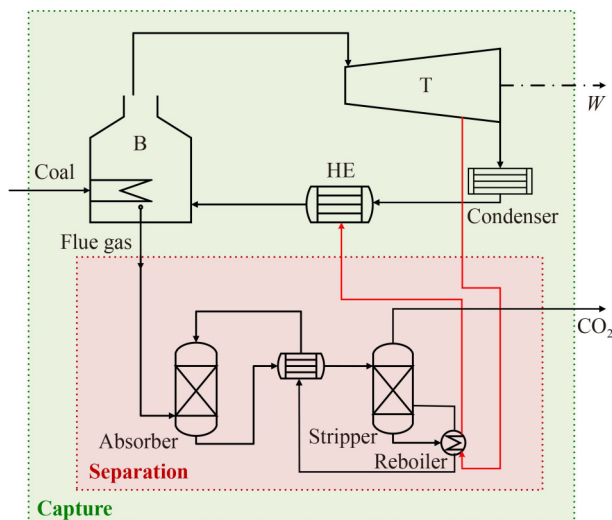 T
W
B
Coal
HE
Condenser
Flue gas
CO₂
Absorber
Stripper
Reboiler
Separation
Capture